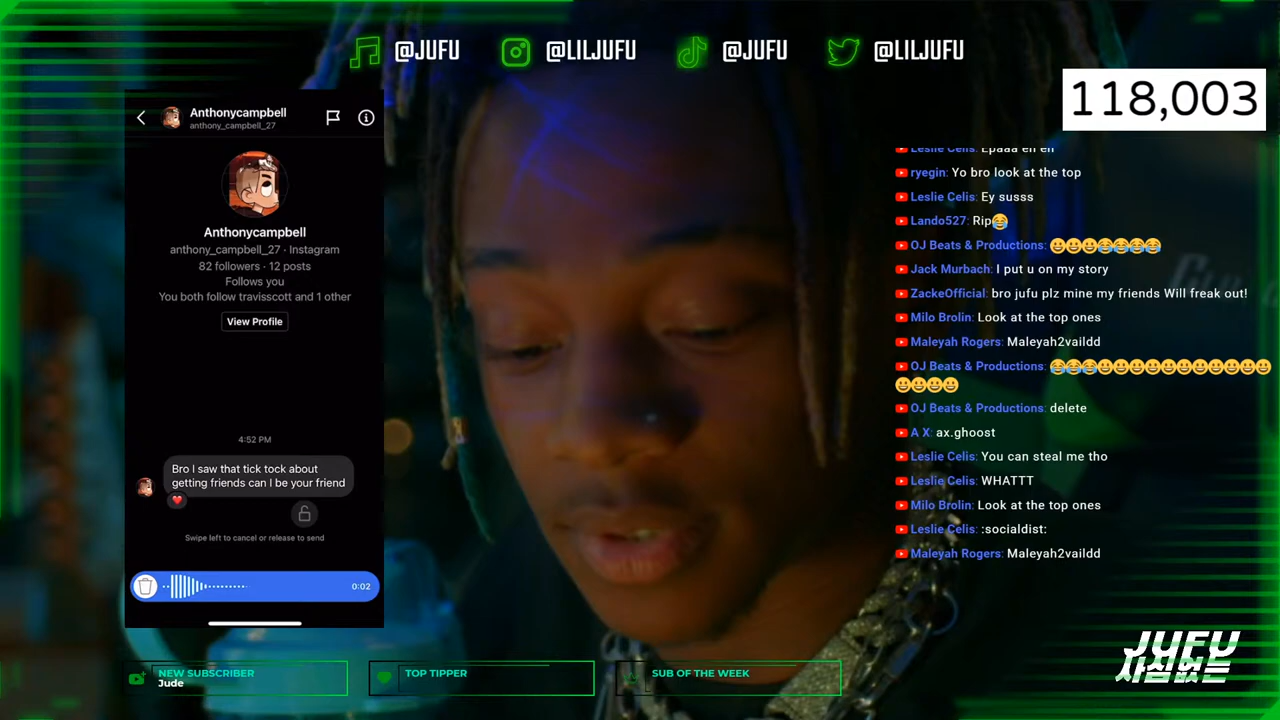 @JUFU
@LILJUFU
@JUFU
@LILJUFU
118,003
Anthonycampbell
anthony_campbell_27
Anthonycampbell
anthony_campbell_27 · Instagram
82 followers · 12 posts
Follows you
You both follow travisscott and 1 other
View Profile
4:52 PM
Bro I saw that tick tock about
getting friends can I be your friend
Swipe left to cancel or release to send
0:02
Leslie Celis: Epaaa eh eh
ryegin: Yo bro look at the top
Leslie Celis: Ey susss
Lando527: Rip😂
OJ Beats & Productions: 😀😀😀😂😂😂😂
Jack Murbach: I put u on my story
ZackeOfficial: bro jufu plz mine my friends Will freak out!
Milo Brolin: Look at the top ones
Maleyah Rogers: Maleyah2vaildd
OJ Beats & Productions: 😂😂😂😀😀😀😀😀😀😀😀😀😀😀
😀😀😀😀
OJ Beats & Productions: delete
A X: ax.ghoost
Leslie Celis: You can steal me tho
Leslie Celis: WHATTT
Milo Brolin: Look at the top ones
Leslie Celis: :socialdist:
Maleyah Rogers: Maleyah2vaildd
NEW SUBSCRIBER
Jude
TOP TIPPER
SUB OF THE WEEK
JUFU